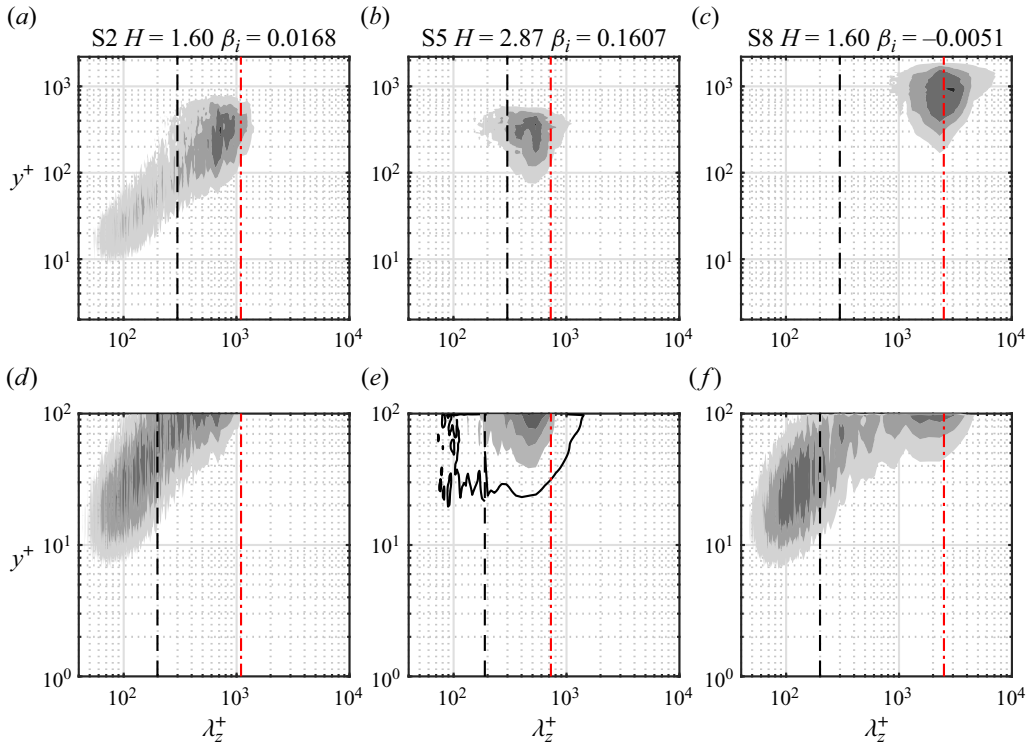 (a) (b) (c)
S2 H = 1.60 β_i = 0.0168 S5 H = 2.87 β_i = 0.1607 S8 H = 1.60 β_i = –0.0051
10^3 10^3 10^3
y^+ 10^2 10^2 10^2
10^1 10^1 10^1
10^2 10^3 10^4 10^2 10^3 10^4 10^2 10^3 10^4
(d) (e) (f)
10^2 10^2 10^2
y^+ 10^1 10^1 10^1
10^0 10^0 10^0
10^2 10^3 10^4 10^2 10^3 10^4 10^2 10^3 10^4
λ_z^+ λ_z^+ λ_z^+